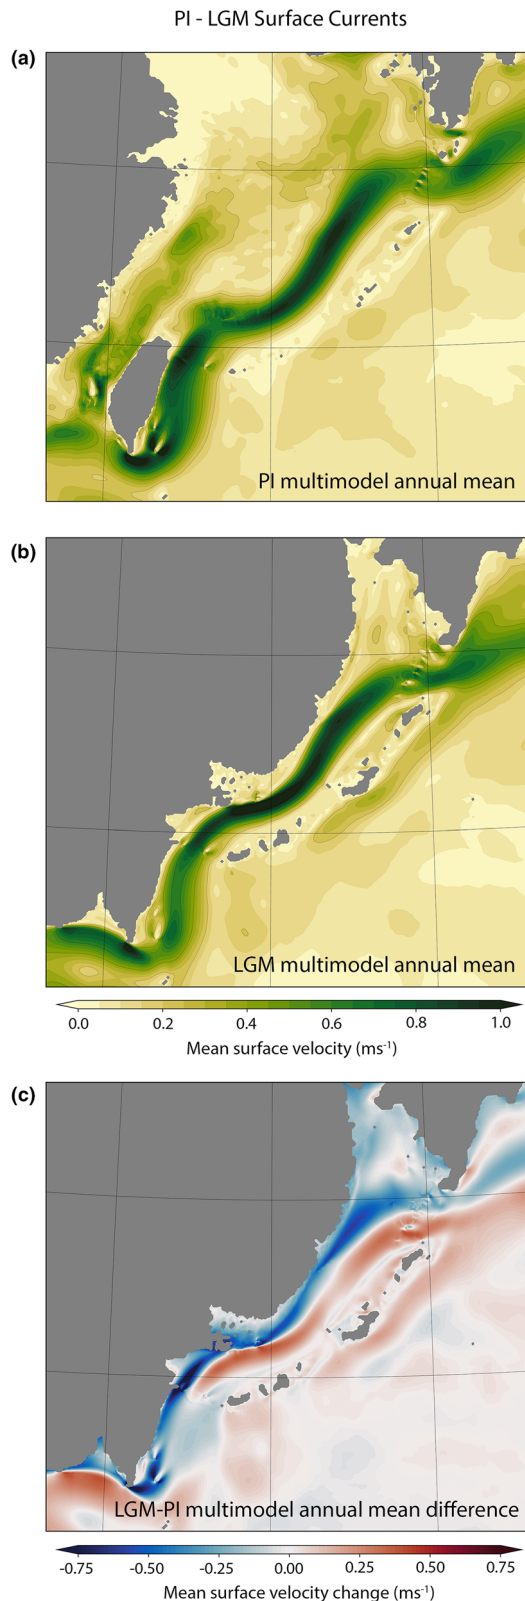 PI - LGM Surface Currents
(a)
PI multimodel annual mean
(b)
LGM multimodel annual mean
0.0 0.2 0.4 0.6 0.8 1.0
Mean surface velocity (ms⁻¹)
(c)
LGM-PI multimodel annual mean difference
-0.75 -0.50 -0.25 0.00 0.25 0.50 0.75
Mean surface velocity change (ms⁻¹)